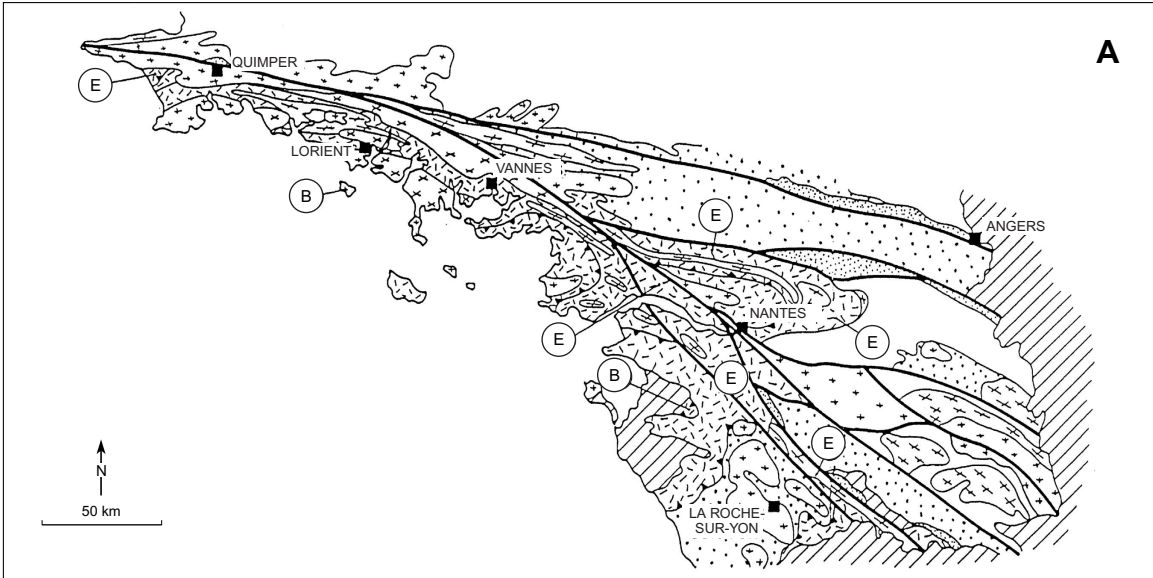 A
QUIMPER
E
LORIENT
VANNES
B
E
ANGERS
NANTES
E
E
B
E
E
N
50 km
LA ROCHE-
SUR-YON